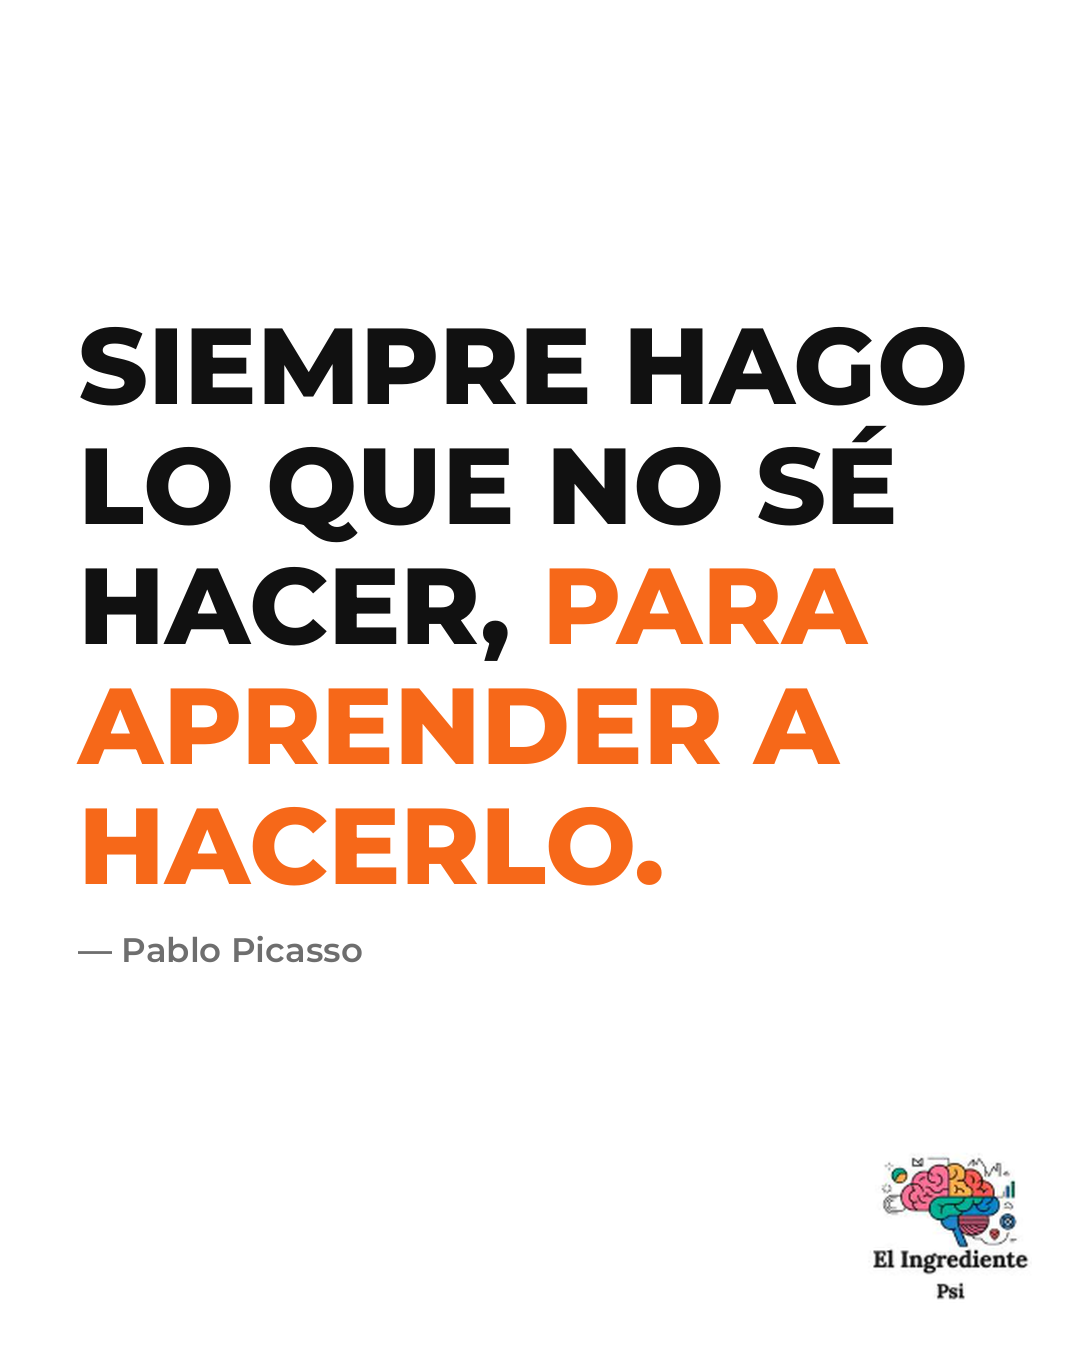 SIEMPRE HAGO
LO QUE NO SÉ
HACER, PARA
APRENDER A
HACERLO.
— Pablo Picasso
El Ingrediente
Psi